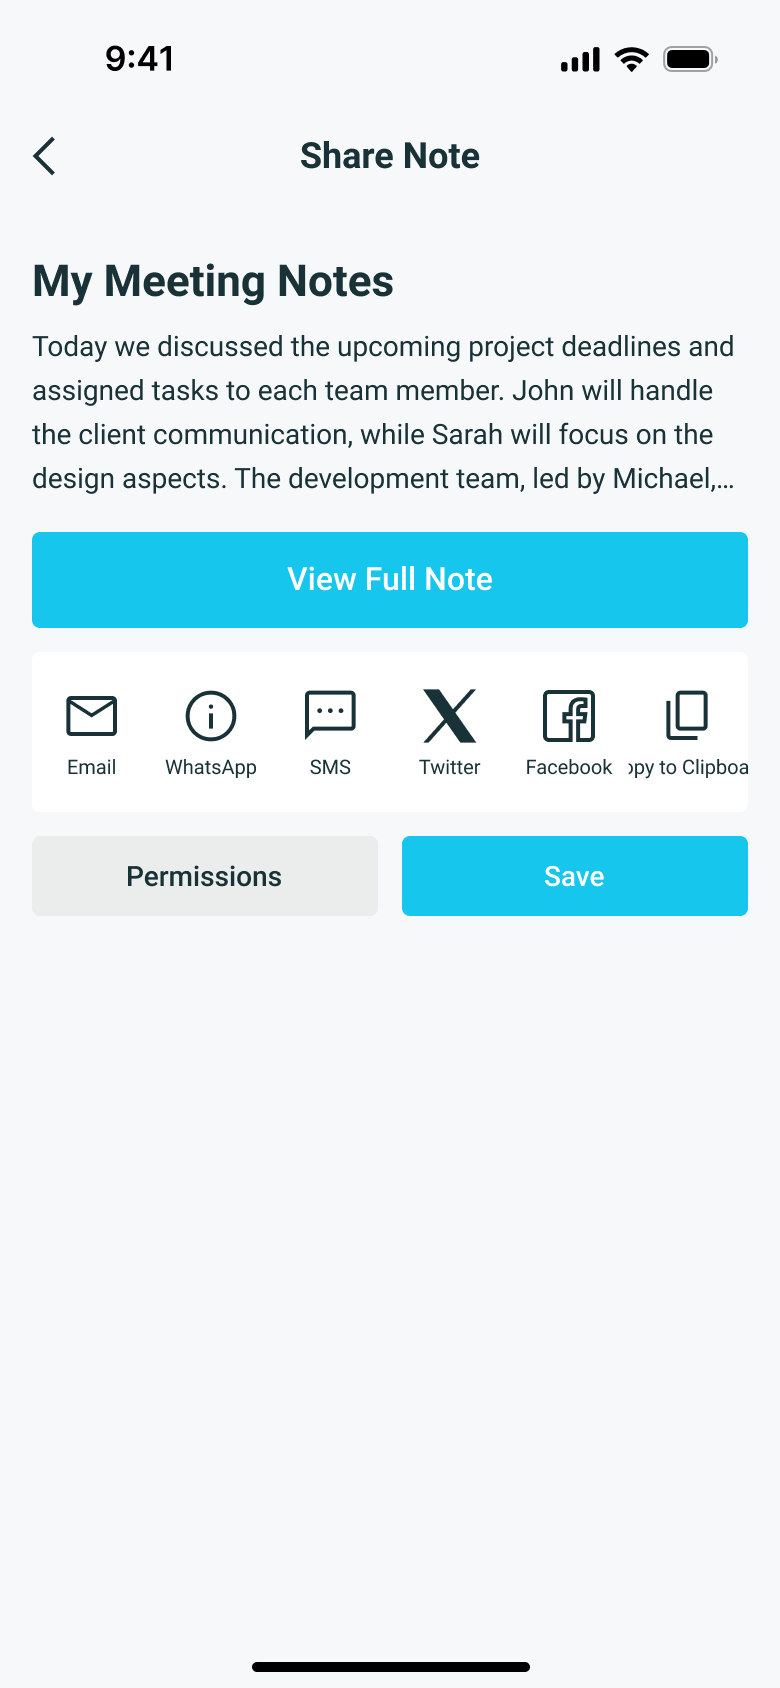 9:41
Share Note
My Meeting Notes
Today we discussed the upcoming project deadlines and
assigned tasks to each team member. John will handle
the client communication, while Sarah will focus on the
design aspects. The development team, led by Michael,...
View Full Note
Email WhatsApp SMS Twitter Facebook opy to Clipboa
Permissions Save